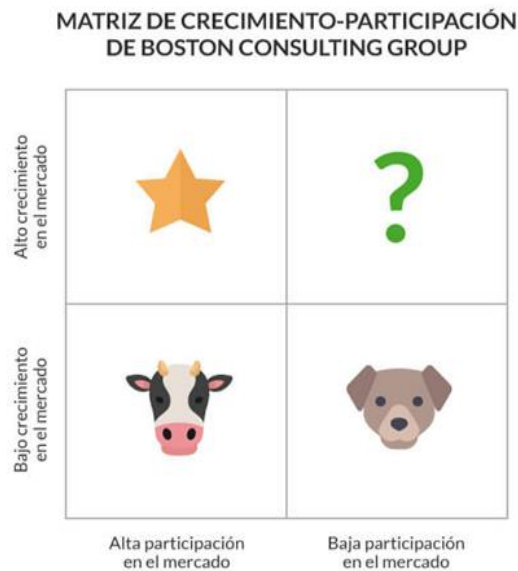 MATRIZ DE CRECIMIENTO-PARTICIPACIÓN
DE BOSTON CONSULTING GROUP
Alto crecimiento
en el mercado
?
Bajo crecimiento
en el mercado
Alta participación
en el mercado
Baja participación
en el mercado